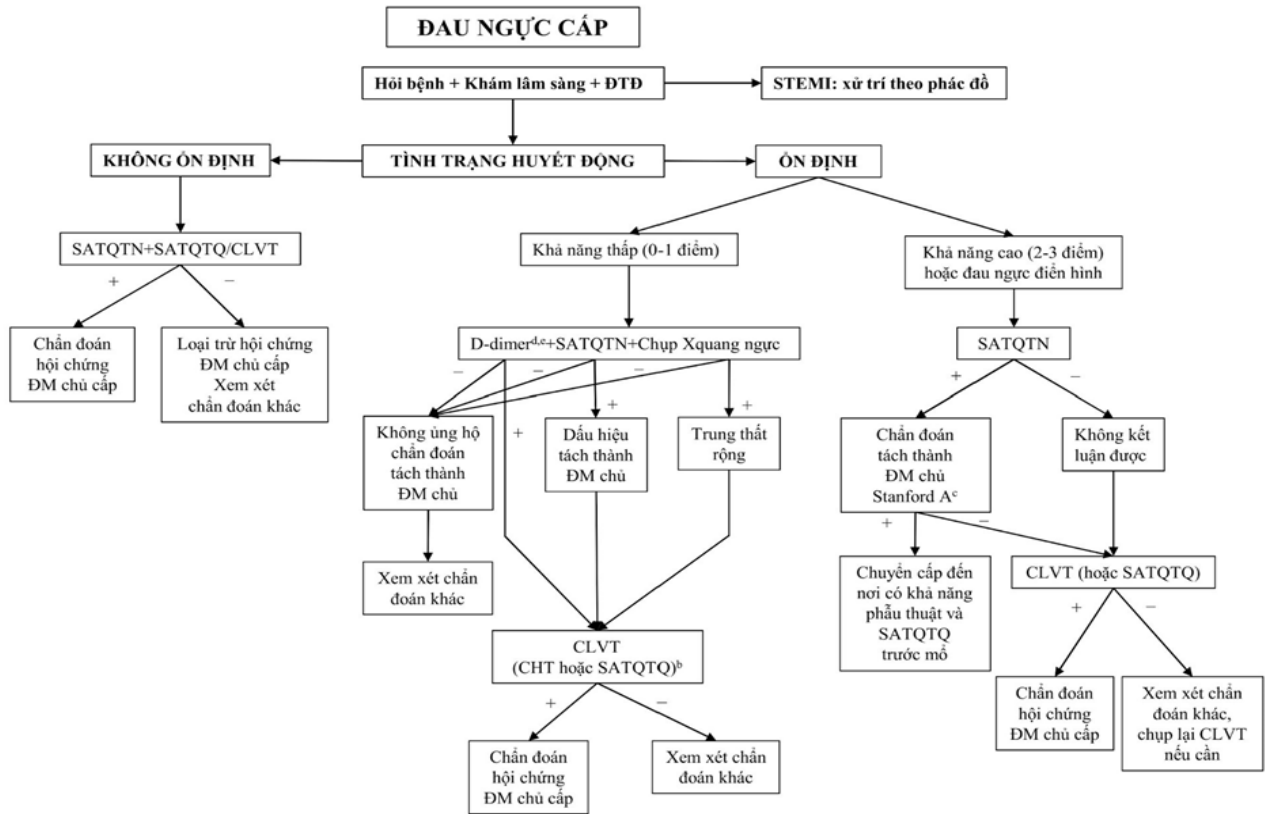 ĐAU NGỰC CẤP
Hỏi bệnh + Khám lâm sàng + ĐTĐ
STEMI: xử trí theo phác đồ
KHÔNG ỔN ĐỊNH
TÌNH TRẠNG HUYẾT ĐỘNG
ỔN ĐỊNH
SATQTN+SATQTQ/CLVT
Khả năng thấp (0-1 điểm)
Khả năng cao (2-3 điểm)
hoặc đau ngực điển hình
+
−
Chẩn đoán
hội chứng
ĐM chủ cấp
Loại trừ hội chứng
ĐM chủ cấp
Xem xét
chẩn đoán khác
D-dimerᵈ,ᵉ+SATQTN+Chụp Xquang ngực
SATQTN
−
−
−
+
+
+
+
−
Không ủng hộ
chẩn đoán
tách thành
ĐM chủ
Dấu hiệu
tách thành
ĐM chủ
Trung thất
rộng
Chẩn đoán
tách thành
ĐM chủ
Stanford Aᶜ
Không kết
luận được
+
−
Xem xét chẩn
đoán khác
Chuyển cấp đến
nơi có khả năng
phẫu thuật và
SATQTQ
trước mổ
CLVT (hoặc SATQTQ)
+
−
CLVT
(CHT hoặc SATQTQ)ᵇ
+
−
Chẩn đoán
hội chứng
ĐM chủ cấp
Xem xét chẩn
đoán khác
Chẩn đoán
hội chứng
ĐM chủ cấp
Xem xét chẩn
đoán khác,
chụp lại CLVT
nếu cần